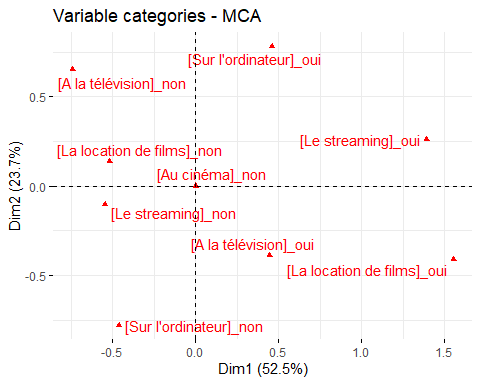 Variable categories - MCA
[Sur l'ordinateur]_oui
[A la télévision]_non
[Le streaming]_oui
[La location de films]_non
[Au cinéma]_non
[Le streaming]_non
[A la télévision]_oui
[La location de films]_oui
[Sur l'ordinateur]_non
Dim2 (23.7%)
0.5
0.0
-0.5
-0.5
0.0
0.5
1.0
1.5
Dim1 (52.5%)